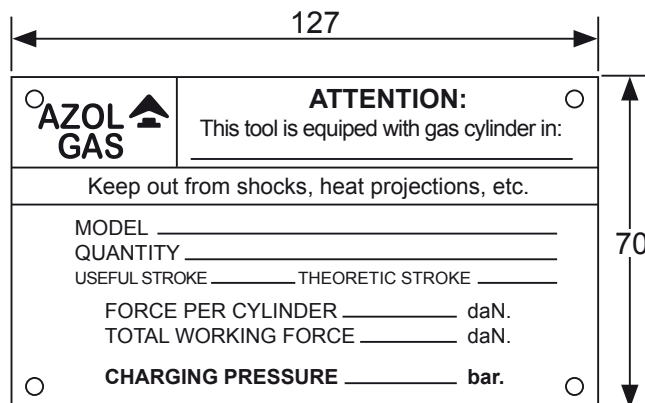 127
AZOL
GAS
ATTENTION:
This tool is equiped with gas cylinder in:
Keep out from shocks, heat projections, etc.
MODEL
QUANTITY
USEFUL STROKE THEORETIC STROKE
FORCE PER CYLINDER daN.
TOTAL WORKING FORCE daN.
CHARGING PRESSURE bar.
70